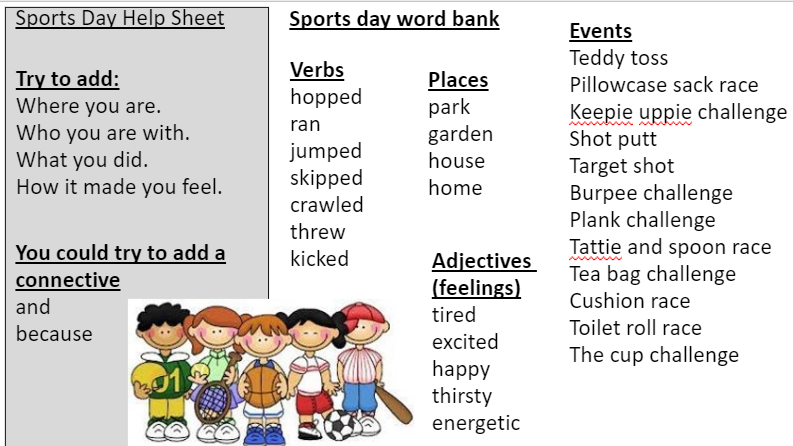 Sports Day Help Sheet
Try to add:
Where you are.
Who you are with.
What you did.
How it made you feel.
You could try to add a
connective
and
because
Sports day word bank
Verbs
hopped
ran
jumped
skipped
crawled
threw
kicked
Places
park
garden
house
home
Adjectives
(feelings)
tired
excited
happy
thirsty
energetic
Events
Teddy toss
Pillowcase sack race
Keepie uppie challenge
Shot putt
Target shot
Burpee challenge
Plank challenge
Tattie and spoon race
Tea bag challenge
Cushion race
Toilet roll race
The cup challenge
01